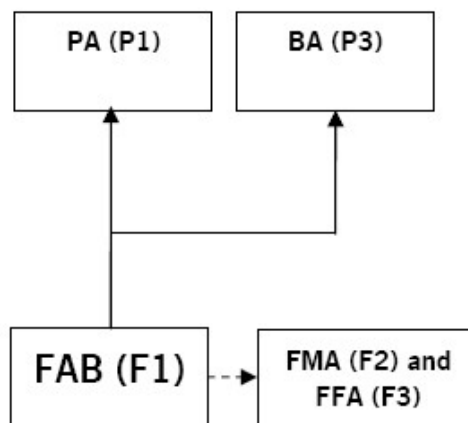 PA (P1)
BA (P3)
FAB (F1)
FMA (F2) and
FFA (F3)